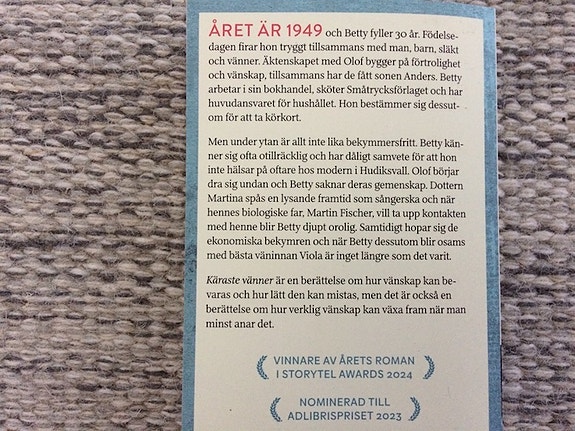 ÅRET ÄR 1949 och Betty fyller 30 år. Födelse-
dagen firar hon tryggt tillsammans med man, barn, släkt
och vänner. Äktenskapet med Olof bygger på förtrolighet
och vänskap, tillsammans har de fått sonen Anders. Betty
arbetar i sin bokhandel, sköter Småtrycksförlaget och har
huvudansvaret för hushållet. Hon bestämmer sig dessut-
om för att ta körkort.
Men under ytan är allt inte lika bekymmersfritt. Betty kän-
ner sig ofta otillräcklig och har dåligt samvete för att hon
inte hälsar på oftare hos modern i Hudiksvall. Olof börjar
dra sig undan och Betty saknar deras gemenskap. Dottern
Martina spås en lysande framtid som sångerska och när
hennes biologiske far, Martin Fischer, vill ta upp kontakten
med henne blir Betty djupt orolig. Samtidigt hopar sig de
ekonomiska bekymren och när Betty dessutom blir osams
med bästa väninnan Viola är inget längre som det varit.
Käraste vänner är en berättelse om hur vänskap kan be-
varas och hur lätt den kan mistas, men det är också en
berättelse om hur verklig vänskap kan växa fram när man
minst anar det.
VINNARE AV ÅRETS ROMAN
I STORYTEL AWARDS 2024
NOMINERAD TILL
ADLIBRISPRISET 2023